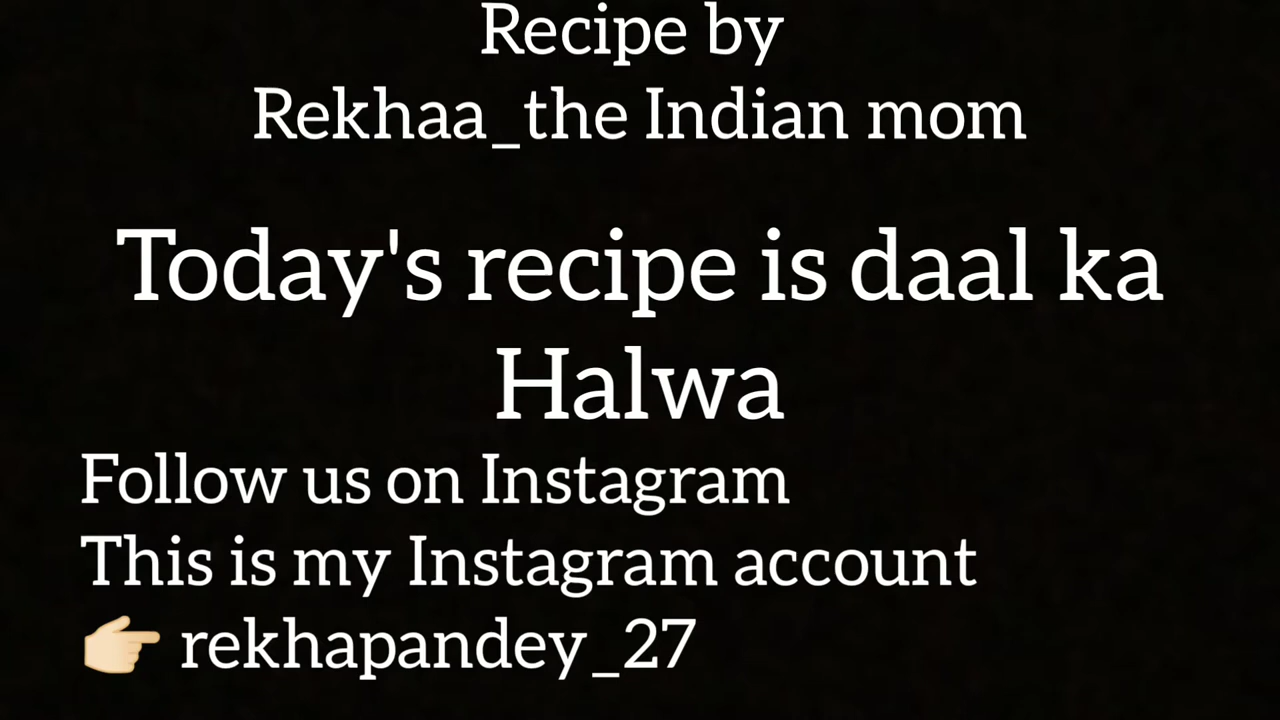 Recipe by
Rekhaa_the Indian mom
Today's recipe is daal ka
Halwa
Follow us on Instagram
This is my Instagram account
👉🏻 rekhapandey_27